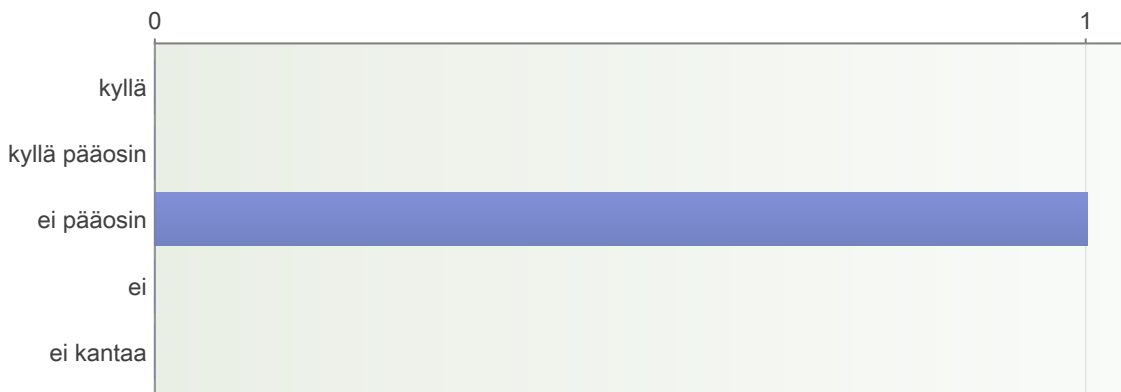 0 1
kyllä
kyllä pääosin
ei pääosin
ei
ei kantaa